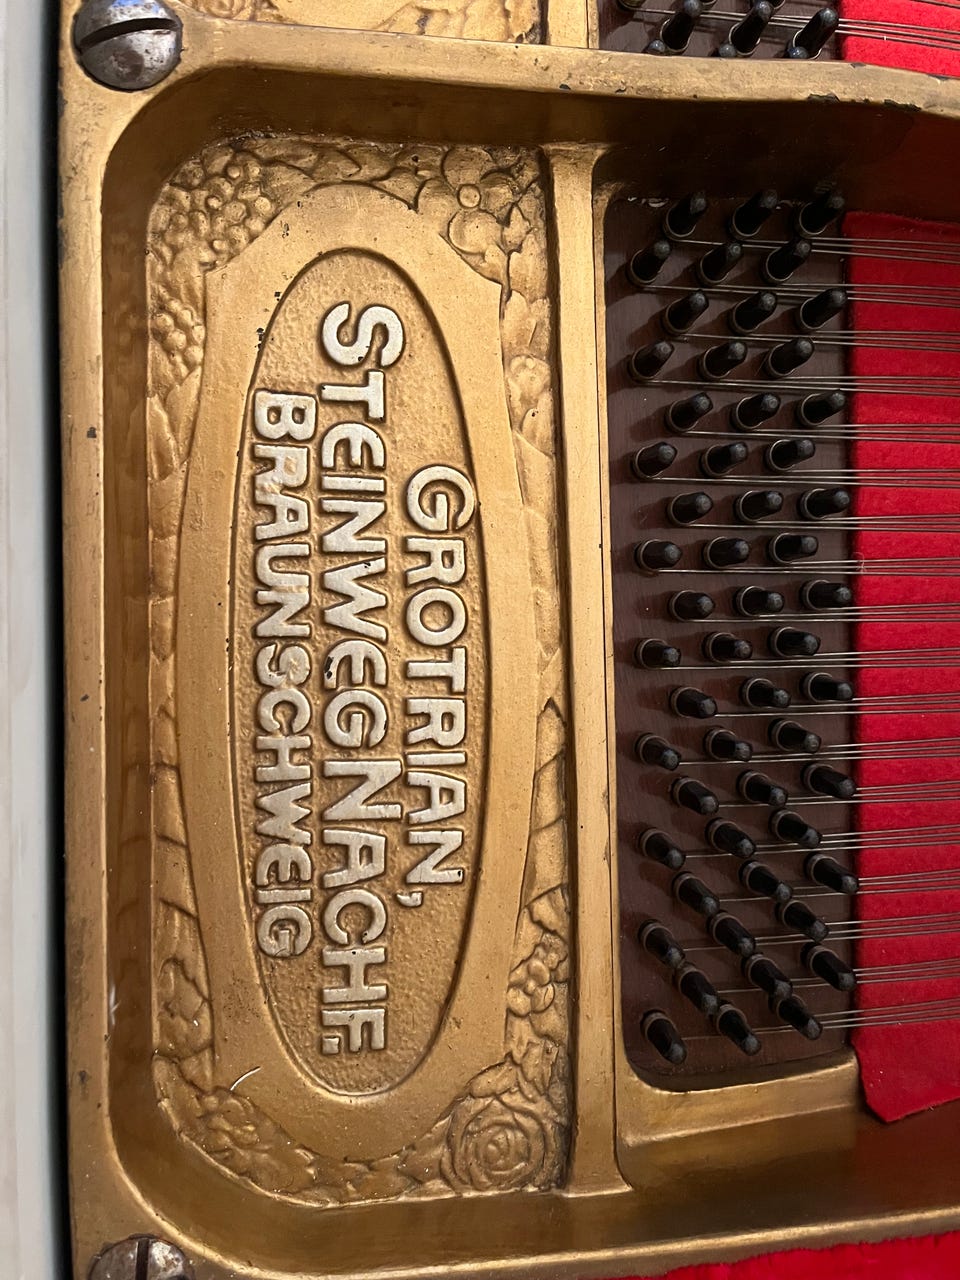 GROTRIAN,
STEINWEG NACHF.
BRAUNSCHWEIG